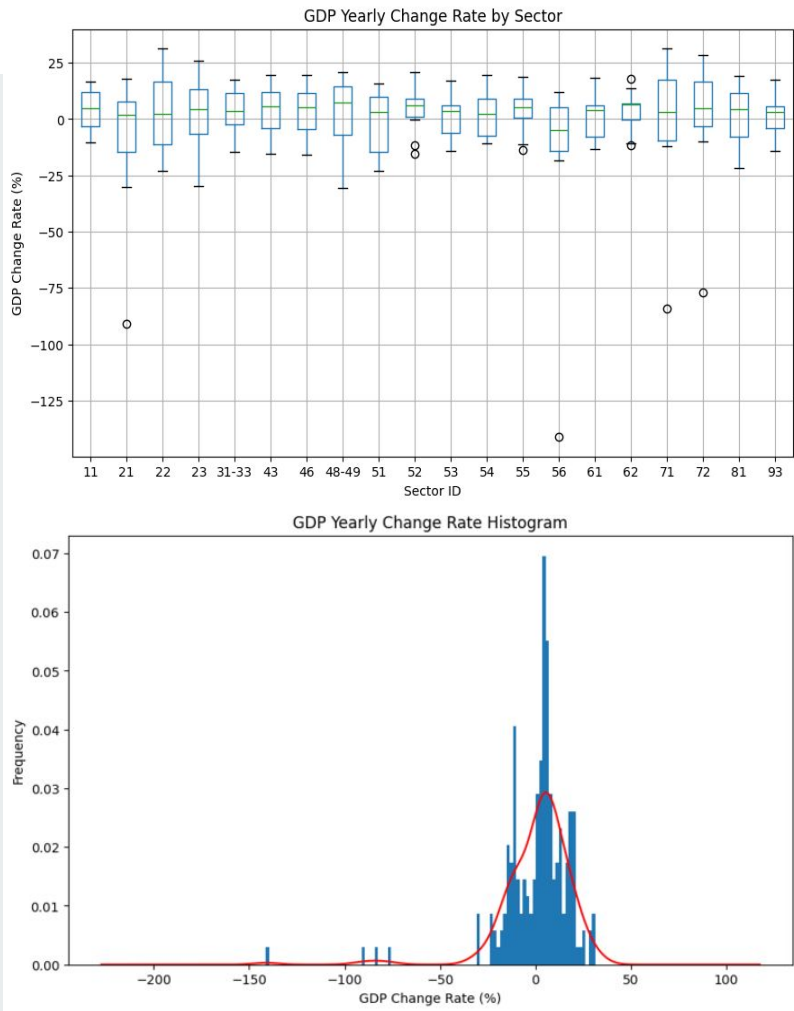 GDP Yearly Change Rate by Sector
GDP Change Rate (%)
25
0
−25
−50
−75
−100
−125
11 21 22 23 31-33 43 46 48-49 51 52 53 54 55 56 61 62 71 72 81 93
Sector ID
GDP Yearly Change Rate Histogram
Frequency
0.07
0.06
0.05
0.04
0.03
0.02
0.01
0.00
−200 −150 −100 −50 0 50 100
GDP Change Rate (%)